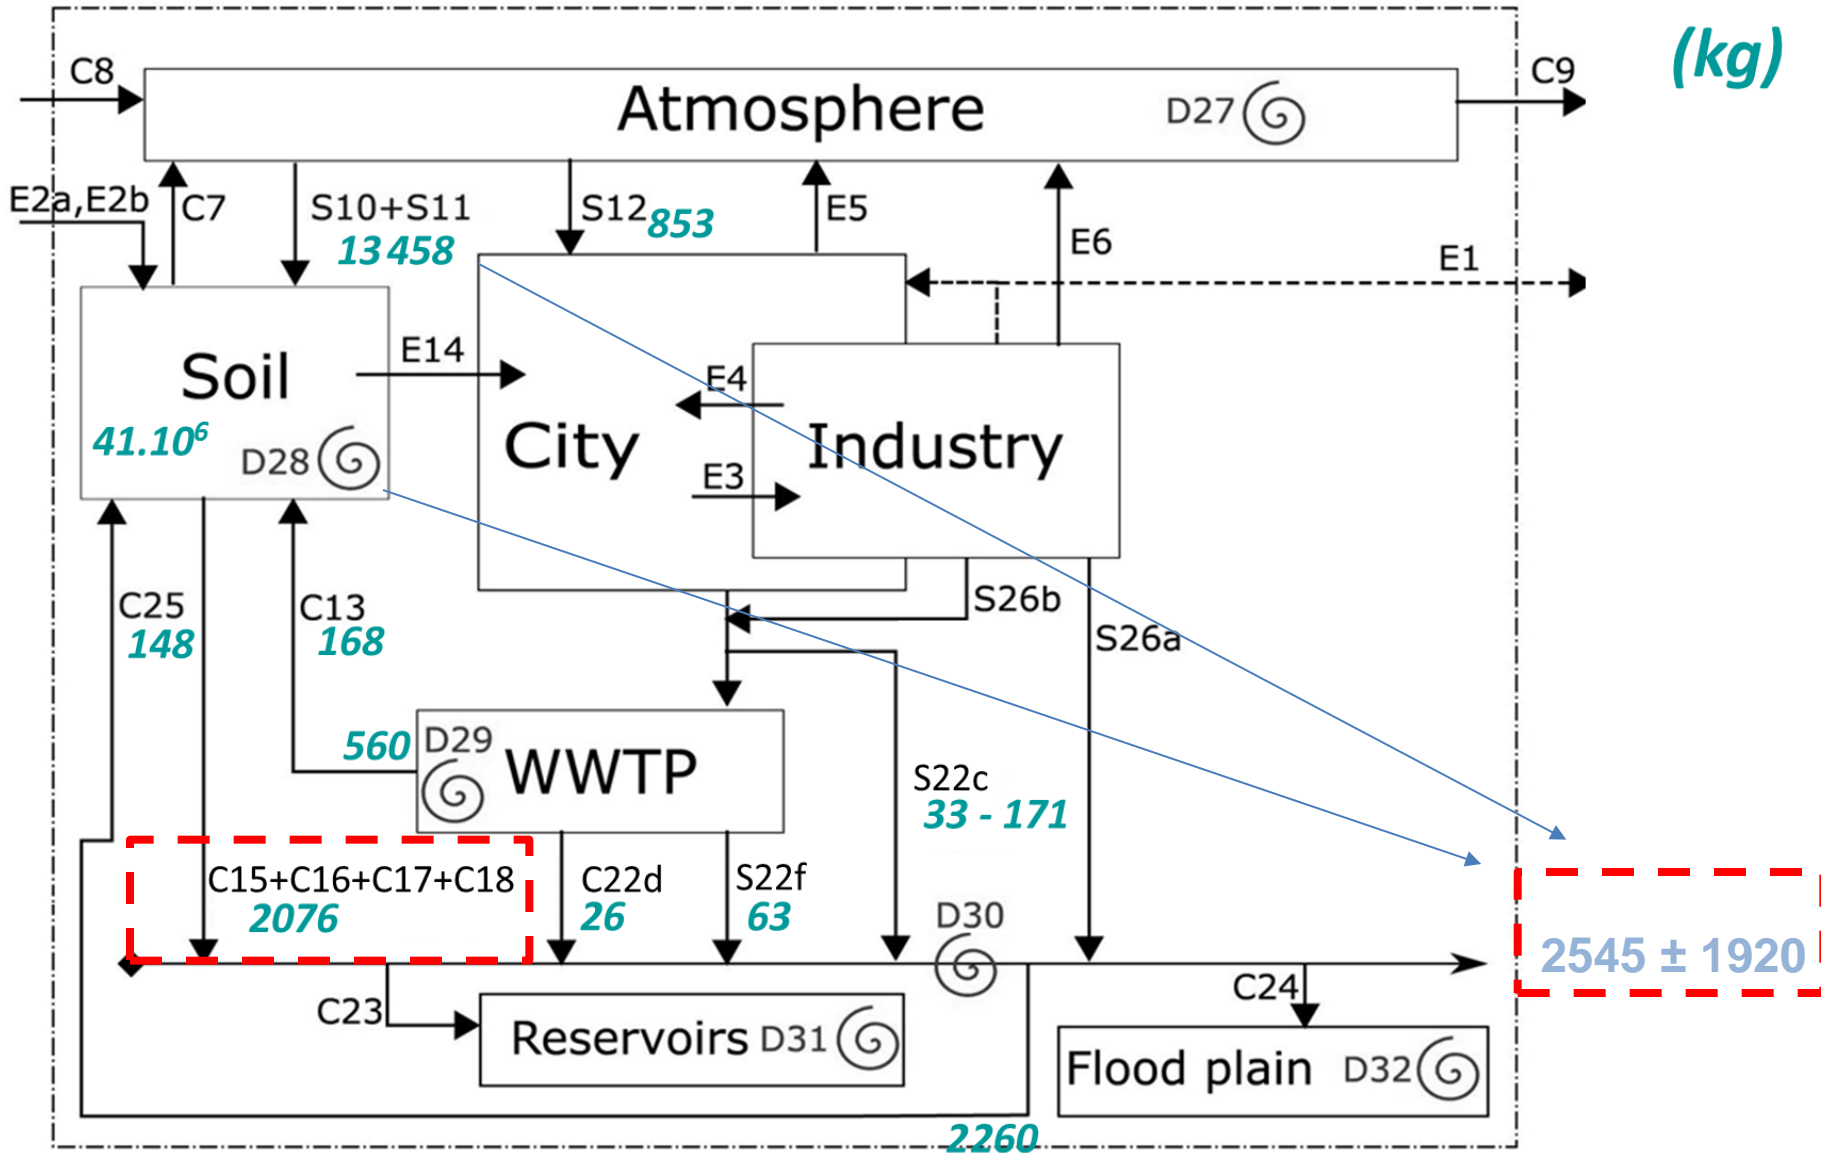 (kg)
C8
C9
Atmosphere
D27
E2a,E2b
C7
S10+S11
13 458
S12
853
E5
E6
E1
Soil
41.10⁶
D28
E14
City
E4
E3
Industry
C25
148
C13
168
S26b
S26a
560
D29
WWTP
S22c
33 - 171
C15+C16+C17+C18
2076
C22d
26
S22f
63
D30
2545 ± 1920
C23
Reservoirs
D31
C24
Flood plain
D32
2260